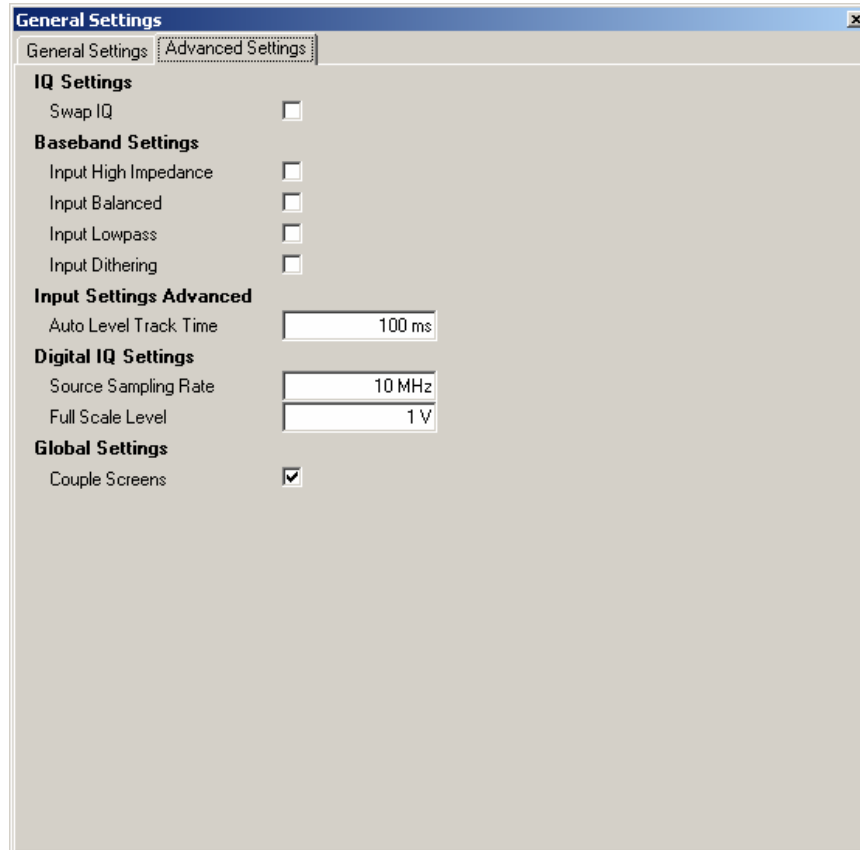 General Settings
General Settings Advanced Settings
IQ Settings
Swap IQ
Baseband Settings
Input High Impedance
Input Balanced
Input Lowpass
Input Dithering
Input Settings Advanced
Auto Level Track Time 100 ms
Digital IQ Settings
Source Sampling Rate 10 MHz
Full Scale Level 1 V
Global Settings
Couple Screens